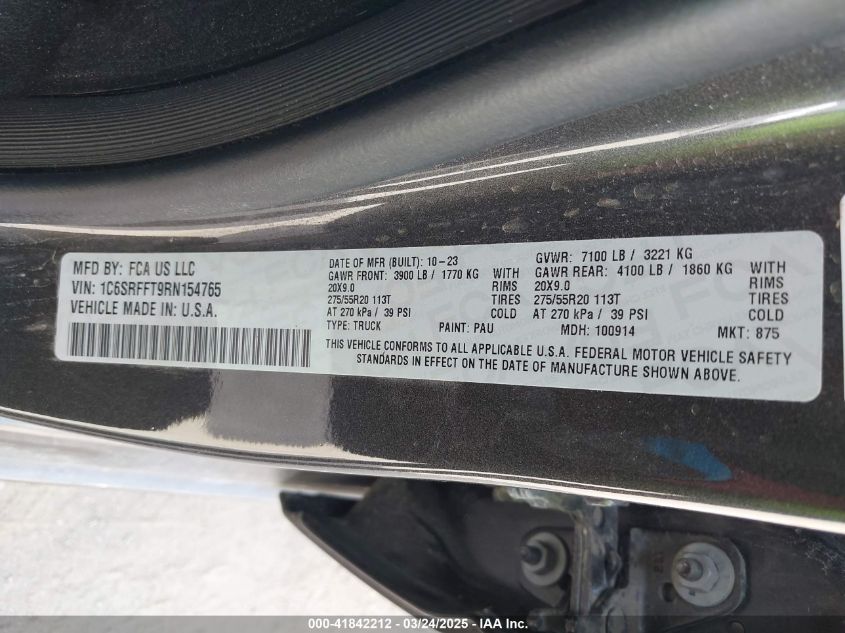 MFD BY: FCA US LLC
VIN: 1C6SRFFT9RN154765
VEHICLE MADE IN: U.S.A.
DATE OF MFR (BUILT): 10-23 GVWR: 7100 LB / 3221 KG
GAWR FRONT: 3900 LB / 1770 KG WITH GAWR REAR: 4100 LB / 1860 KG WITH
20X9.0 RIMS 20X9.0 RIMS
275/55R20 113T TIRES 275/55R20 113T TIRES
AT 270 kPa / 39 PSI COLD AT 270 kPa / 39 PSI COLD
TYPE: TRUCK PAINT: PAU MDH: 100914 MKT: 875
THIS VEHICLE CONFORMS TO ALL APPLICABLE U.S.A. FEDERAL MOTOR VEHICLE SAFETY
STANDARDS IN EFFECT ON THE DATE OF MANUFACTURE SHOWN ABOVE.
000-41842212 - 03/24/2025 - IAA Inc.